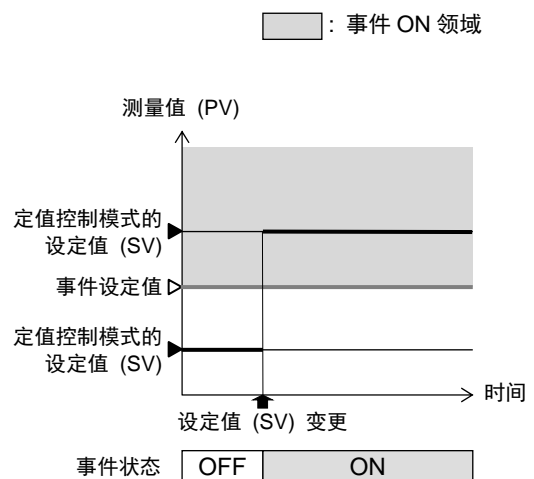 : 事件 ON 领域
测量值 (PV)
定值控制模式的
设定值 (SV)
事件设定值
定值控制模式的
设定值 (SV)
时间
设定值 (SV) 变更
事件状态 OFF ON